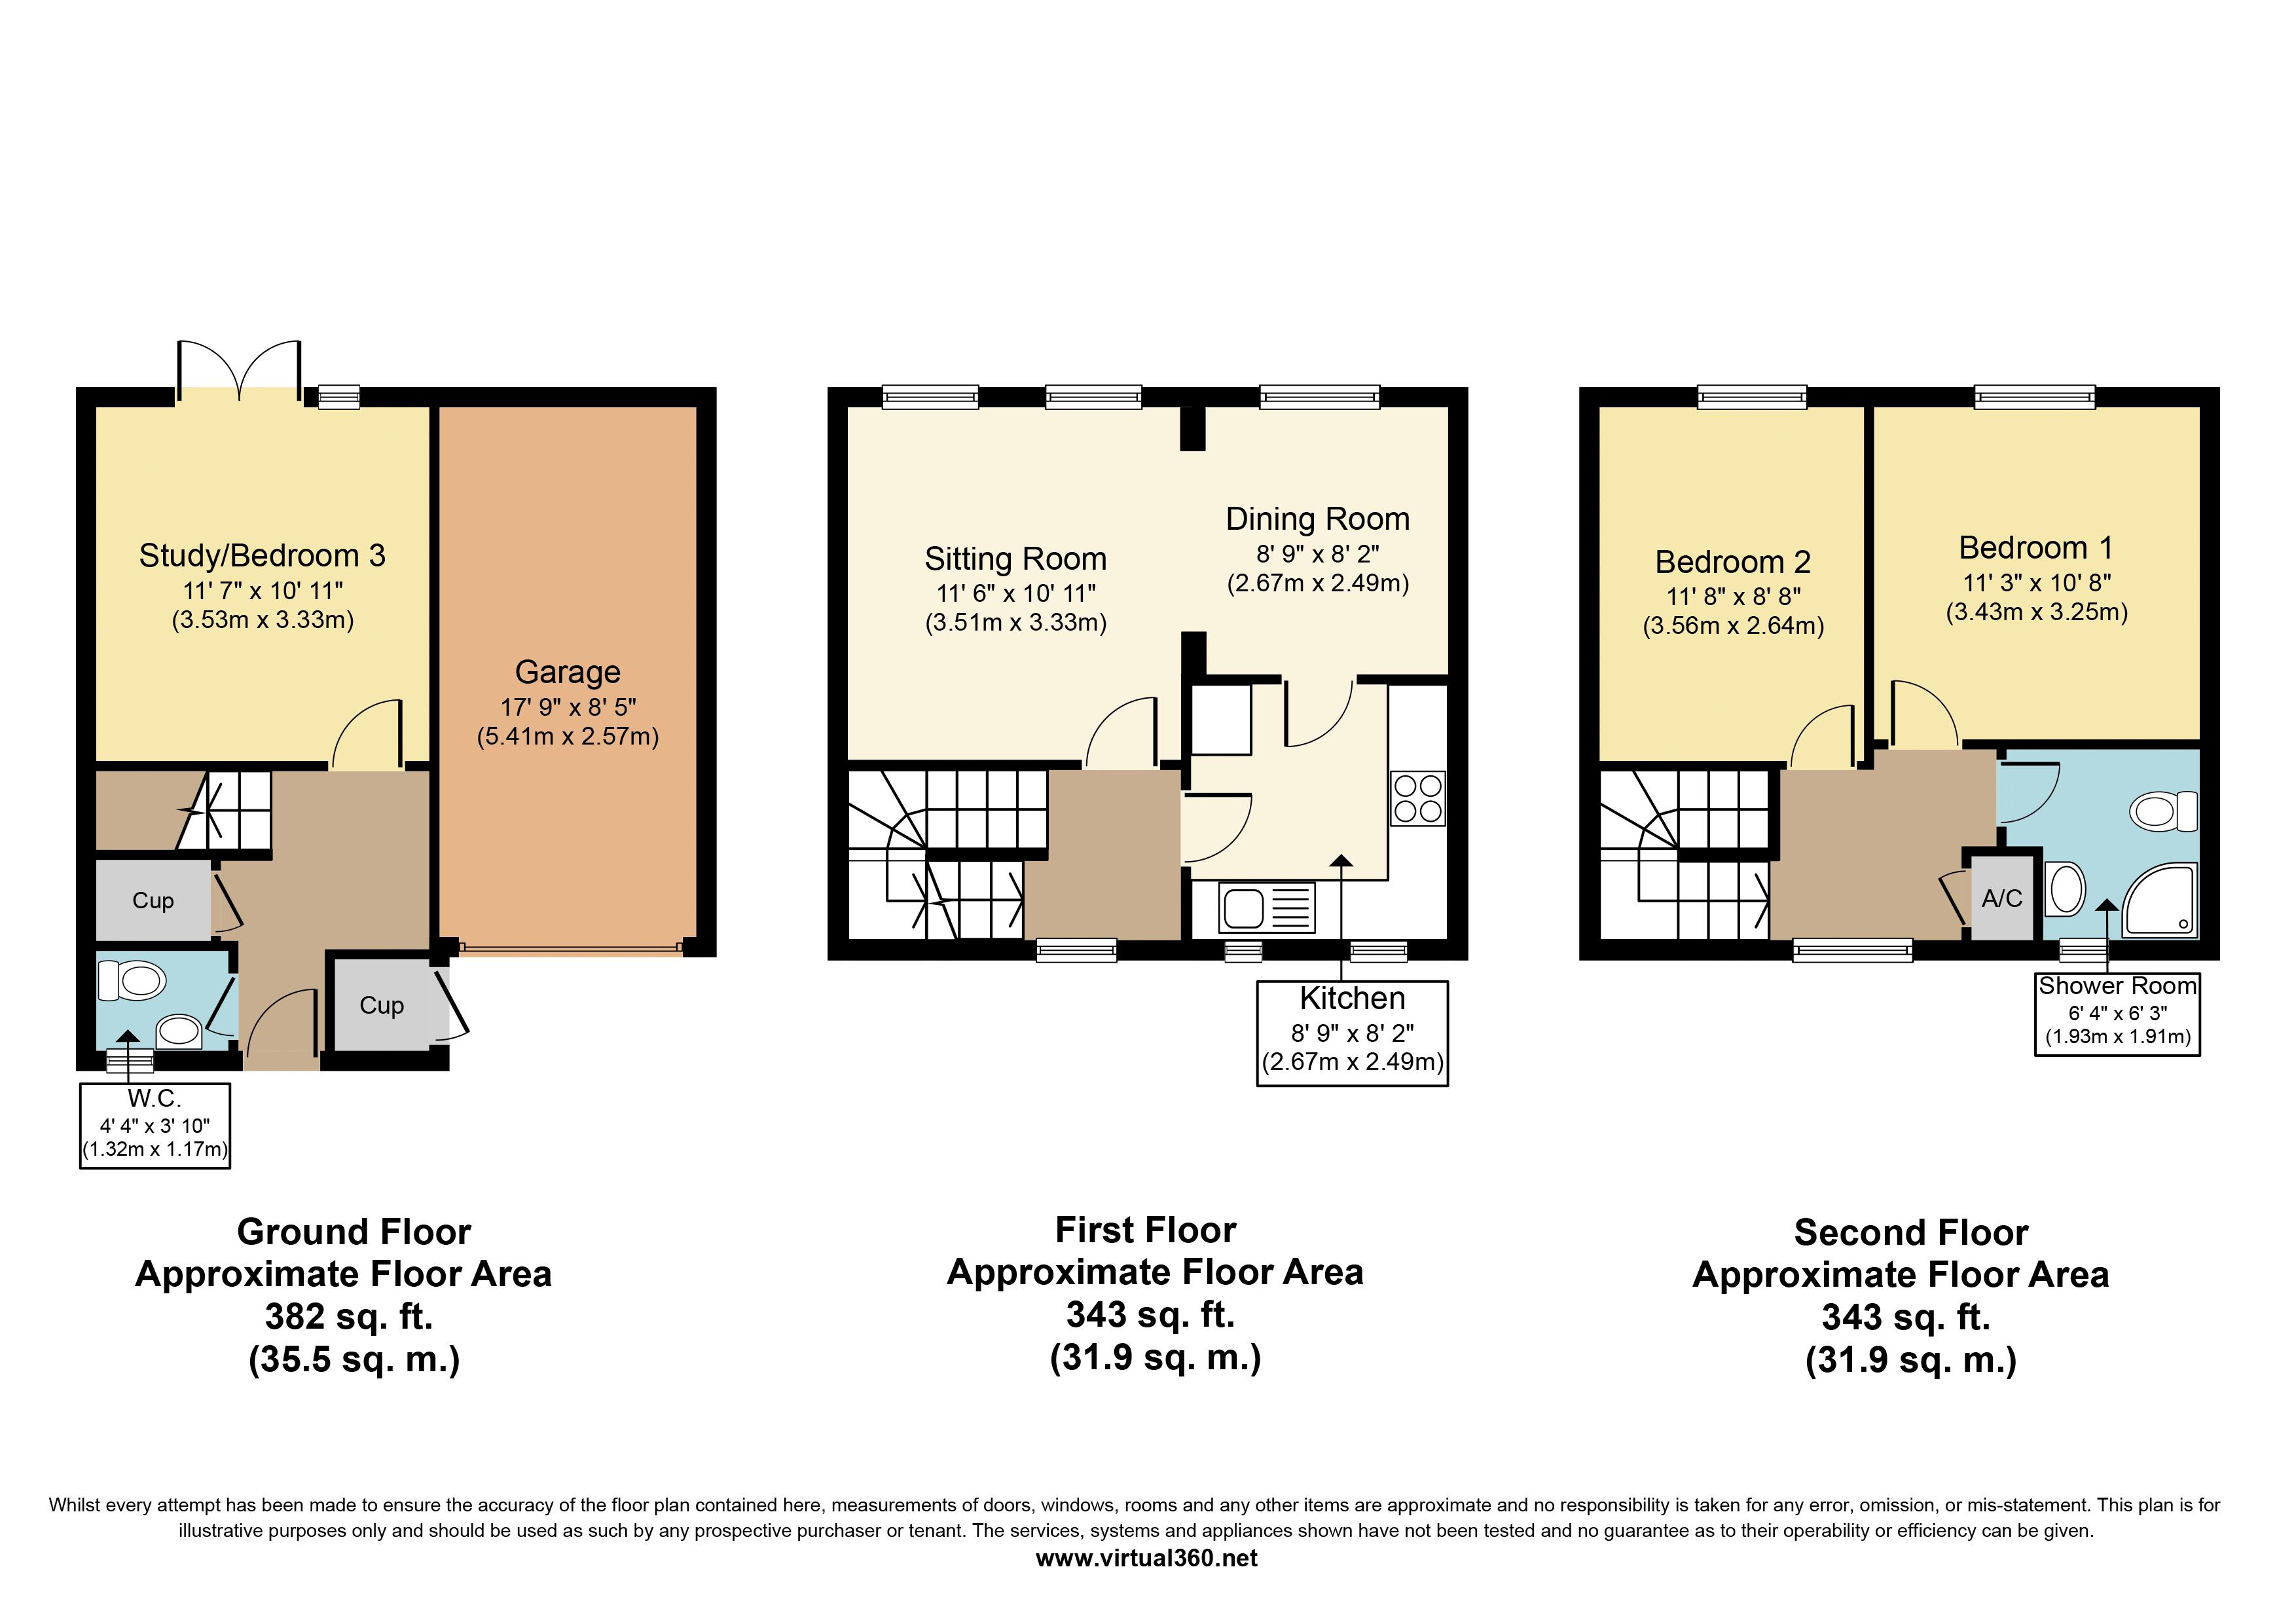 Study/Bedroom 3
11' 7" x 10' 11"
(3.53m x 3.33m)
Garage
17' 9" x 8' 5"
(5.41m x 2.57m)
Cup
Cup
W.C.
4' 4" x 3' 10"
(1.32m x 1.17m)
Ground Floor
Approximate Floor Area
382 sq. ft.
(35.5 sq. m.)
Sitting Room
11' 6" x 10' 11"
(3.51m x 3.33m)
Dining Room
8' 9" x 8' 2"
(2.67m x 2.49m)
Kitchen
8' 9" x 8' 2"
(2.67m x 2.49m)
First Floor
Approximate Floor Area
343 sq. ft.
(31.9 sq. m.)
Bedroom 2
11' 8" x 8' 8"
(3.56m x 2.64m)
Bedroom 1
11' 3" x 10' 8"
(3.43m x 3.25m)
A/C
Shower Room
6' 4" x 6' 3"
(1.93m x 1.91m)
Second Floor
Approximate Floor Area
343 sq. ft.
(31.9 sq. m.)
Whilst every attempt has been made to ensure the accuracy of the floor plan contained here, measurements of doors, windows, rooms and any other items are approximate and no responsibility is taken for any error, omission, or mis-statement. This plan is for
illustrative purposes only and should be used as such by any prospective purchaser or tenant. The services, systems and appliances shown have not been tested and no guarantee as to their operability or efficiency can be given.
www.virtual360.net